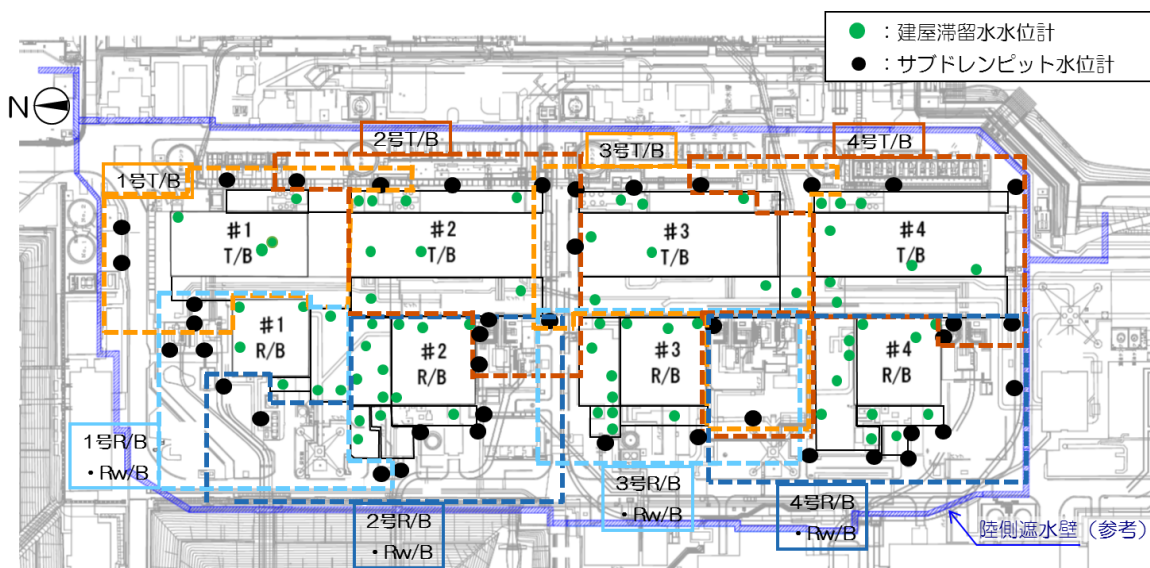 ●：建屋滞留水水位計
●：サブドレンピット水位計
N
2号T/B
3号T/B
4号T/B
1号T/B
#1
T/B
#2
T/B
#3
T/B
#4
T/B
#1
R/B
#2
R/B
#3
R/B
#4
R/B
1号R/B
・Rw/B
2号R/B
・Rw/B
3号R/B
・Rw/B
4号R/B
・Rw/B
陸側遮水壁（参考）